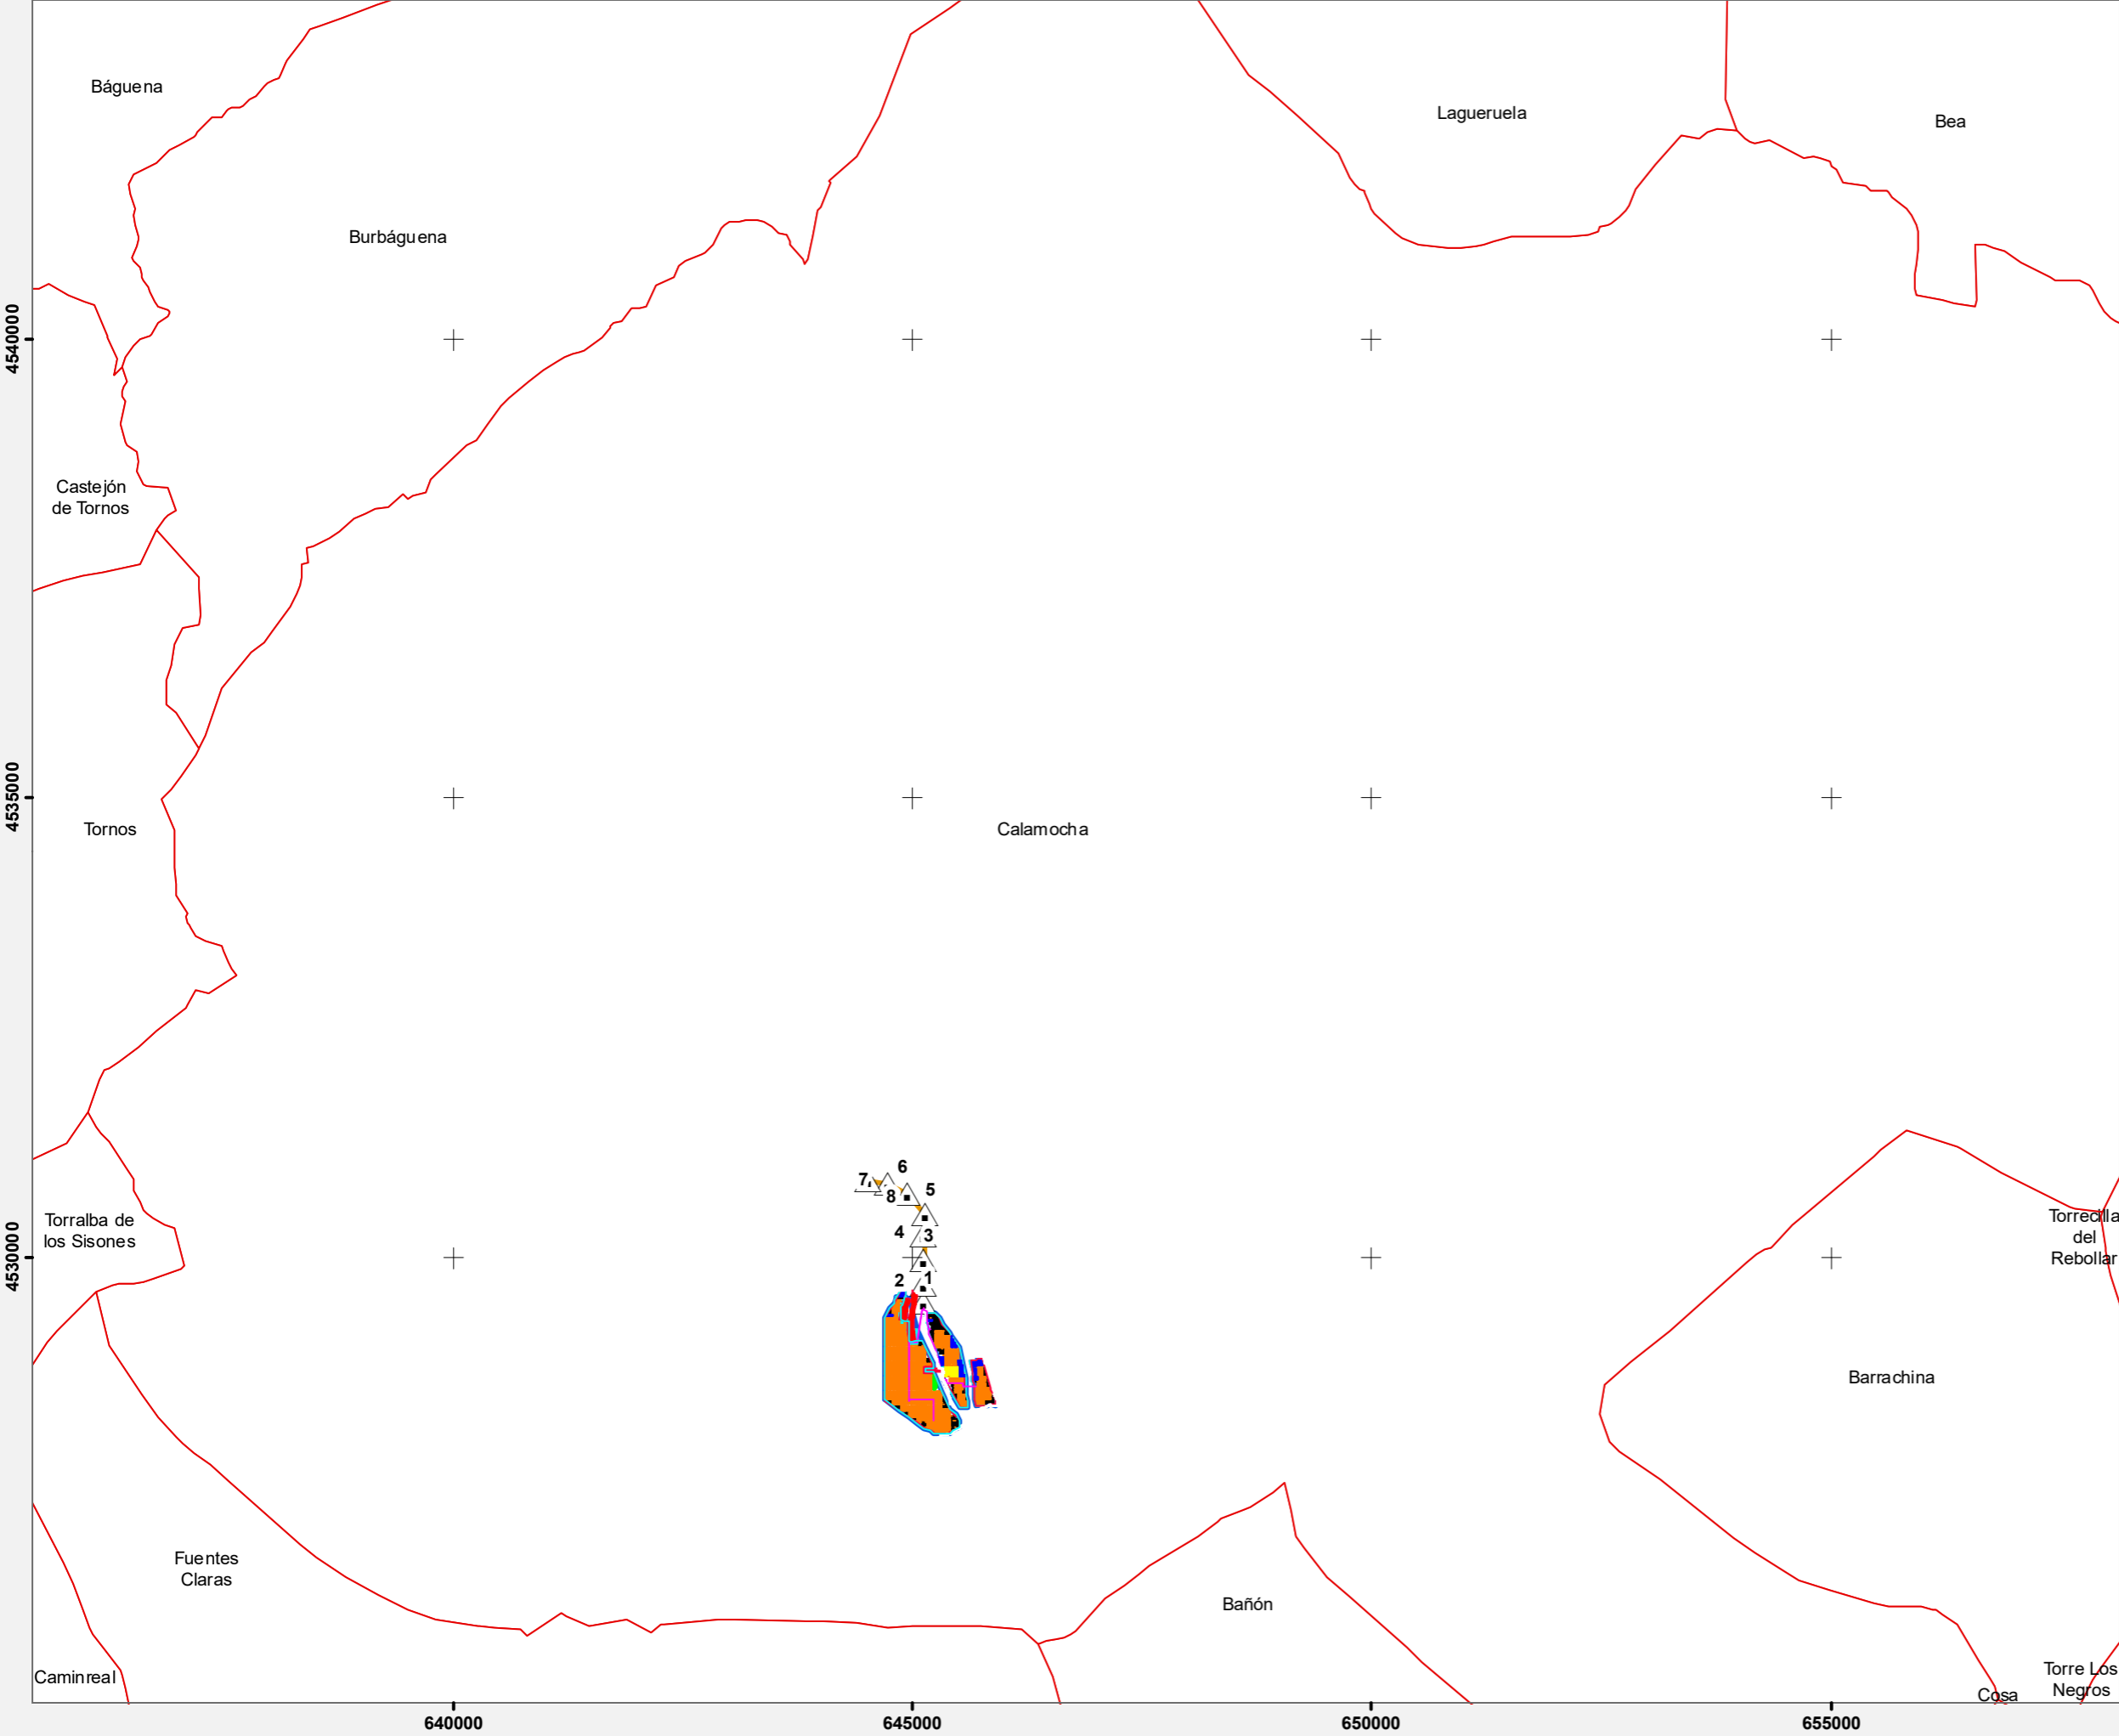 Báguena
Lagueruela
Bea
Burbáguena
4540000
Castejón
de Tornos
4535000
Tornos
Calamocha
6
7
8
5
4
3
Torralba de
los Sisones
Torrecilla
del
Rebollar
4530000
2
1
Barrachina
Fuentes
Claras
Bañón
Caminreal
Torre Los
Negros
Cosa
640000
645000
650000
655000